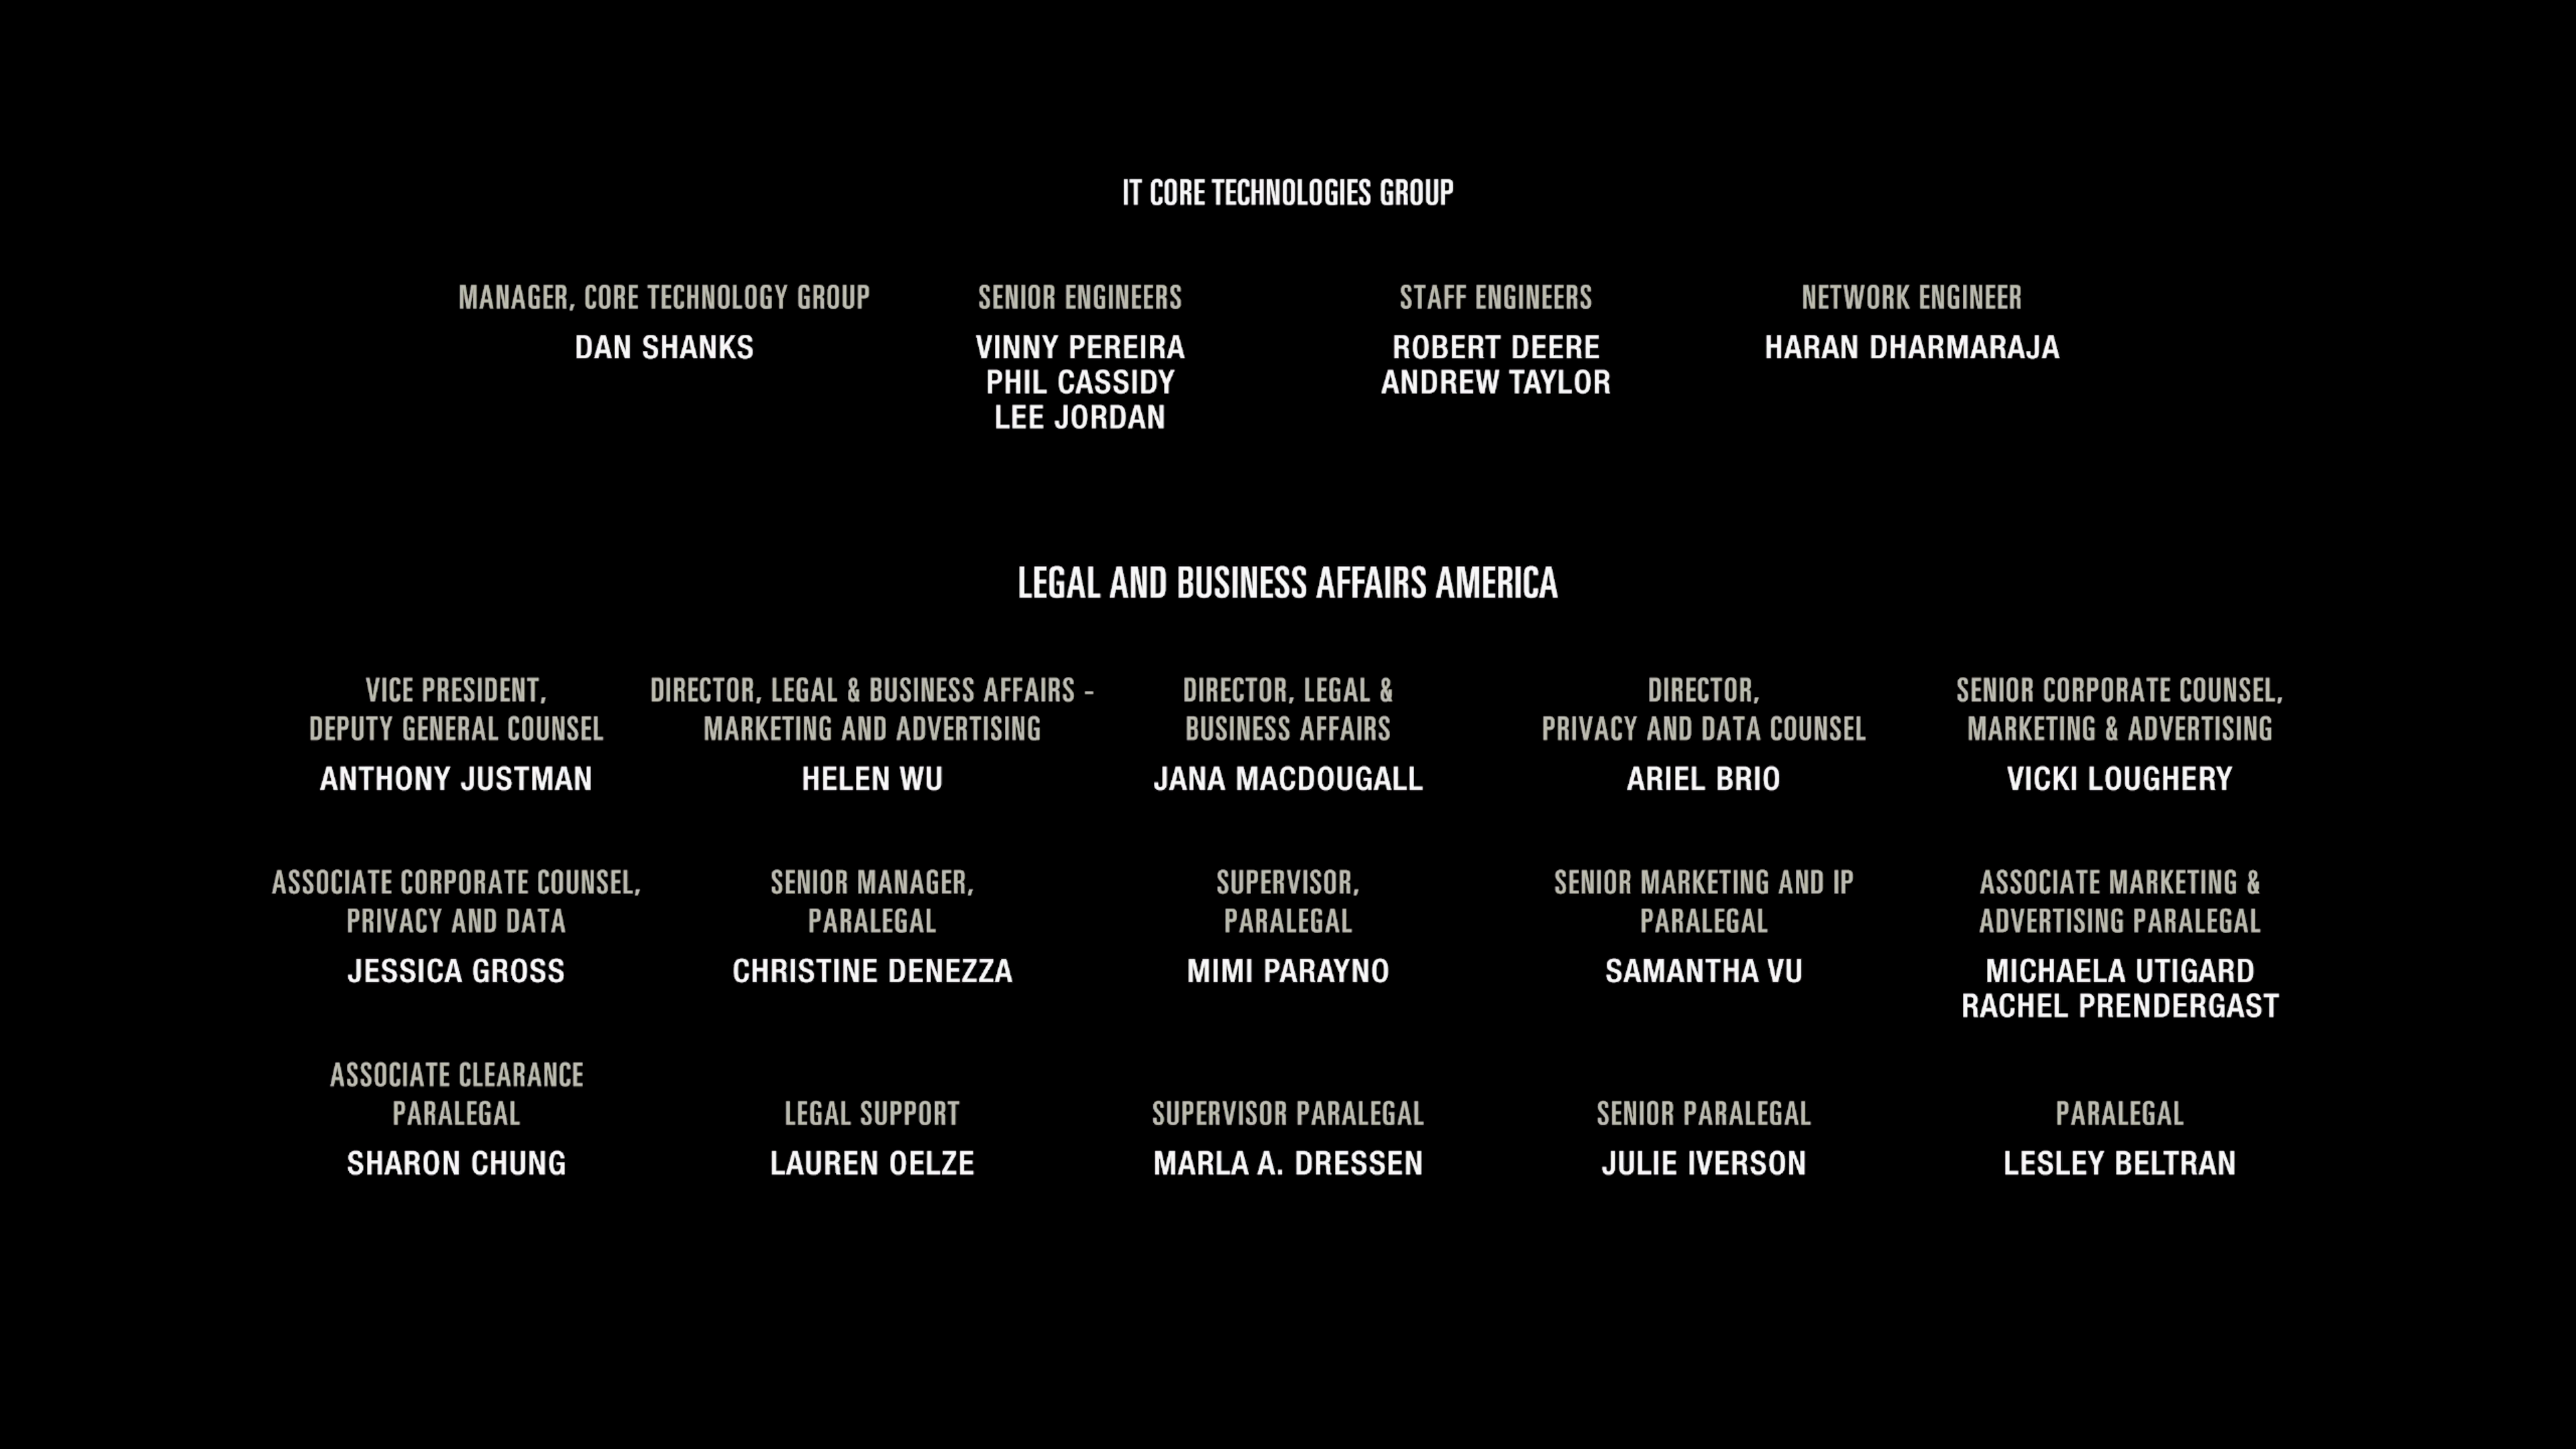 IT CORE TECHNOLOGIES GROUP
MANAGER, CORE TECHNOLOGY GROUP
DAN SHANKS
SENIOR ENGINEERS
VINNY PEREIRA
PHIL CASSIDY
LEE JORDAN
STAFF ENGINEERS
ROBERT DEERE
ANDREW TAYLOR
NETWORK ENGINEER
HARAN DHARMARAJA
LEGAL AND BUSINESS AFFAIRS AMERICA
VICE PRESIDENT,
DEPUTY GENERAL COUNSEL
ANTHONY JUSTMAN
DIRECTOR, LEGAL & BUSINESS AFFAIRS -
MARKETING AND ADVERTISING
HELEN WU
DIRECTOR, LEGAL &
BUSINESS AFFAIRS
JANA MACDOUGALL
DIRECTOR,
PRIVACY AND DATA COUNSEL
ARIEL BRIO
SENIOR CORPORATE COUNSEL,
MARKETING & ADVERTISING
VICKI LOUGHERY
ASSOCIATE CORPORATE COUNSEL,
PRIVACY AND DATA
JESSICA GROSS
SENIOR MANAGER,
PARALEGAL
CHRISTINE DENEZZA
SUPERVISOR,
PARALEGAL
MIMI PARAYNO
SENIOR MARKETING AND IP
PARALEGAL
SAMANTHA VU
ASSOCIATE MARKETING &
ADVERTISING PARALEGAL
MICHAELA UTIGARD
RACHEL PRENDERGAST
ASSOCIATE CLEARANCE
PARALEGAL
SHARON CHUNG
LEGAL SUPPORT
LAUREN OELZE
SUPERVISOR PARALEGAL
MARLA A. DRESSEN
SENIOR PARALEGAL
JULIE IVERSON
PARALEGAL
LESLEY BELTRAN